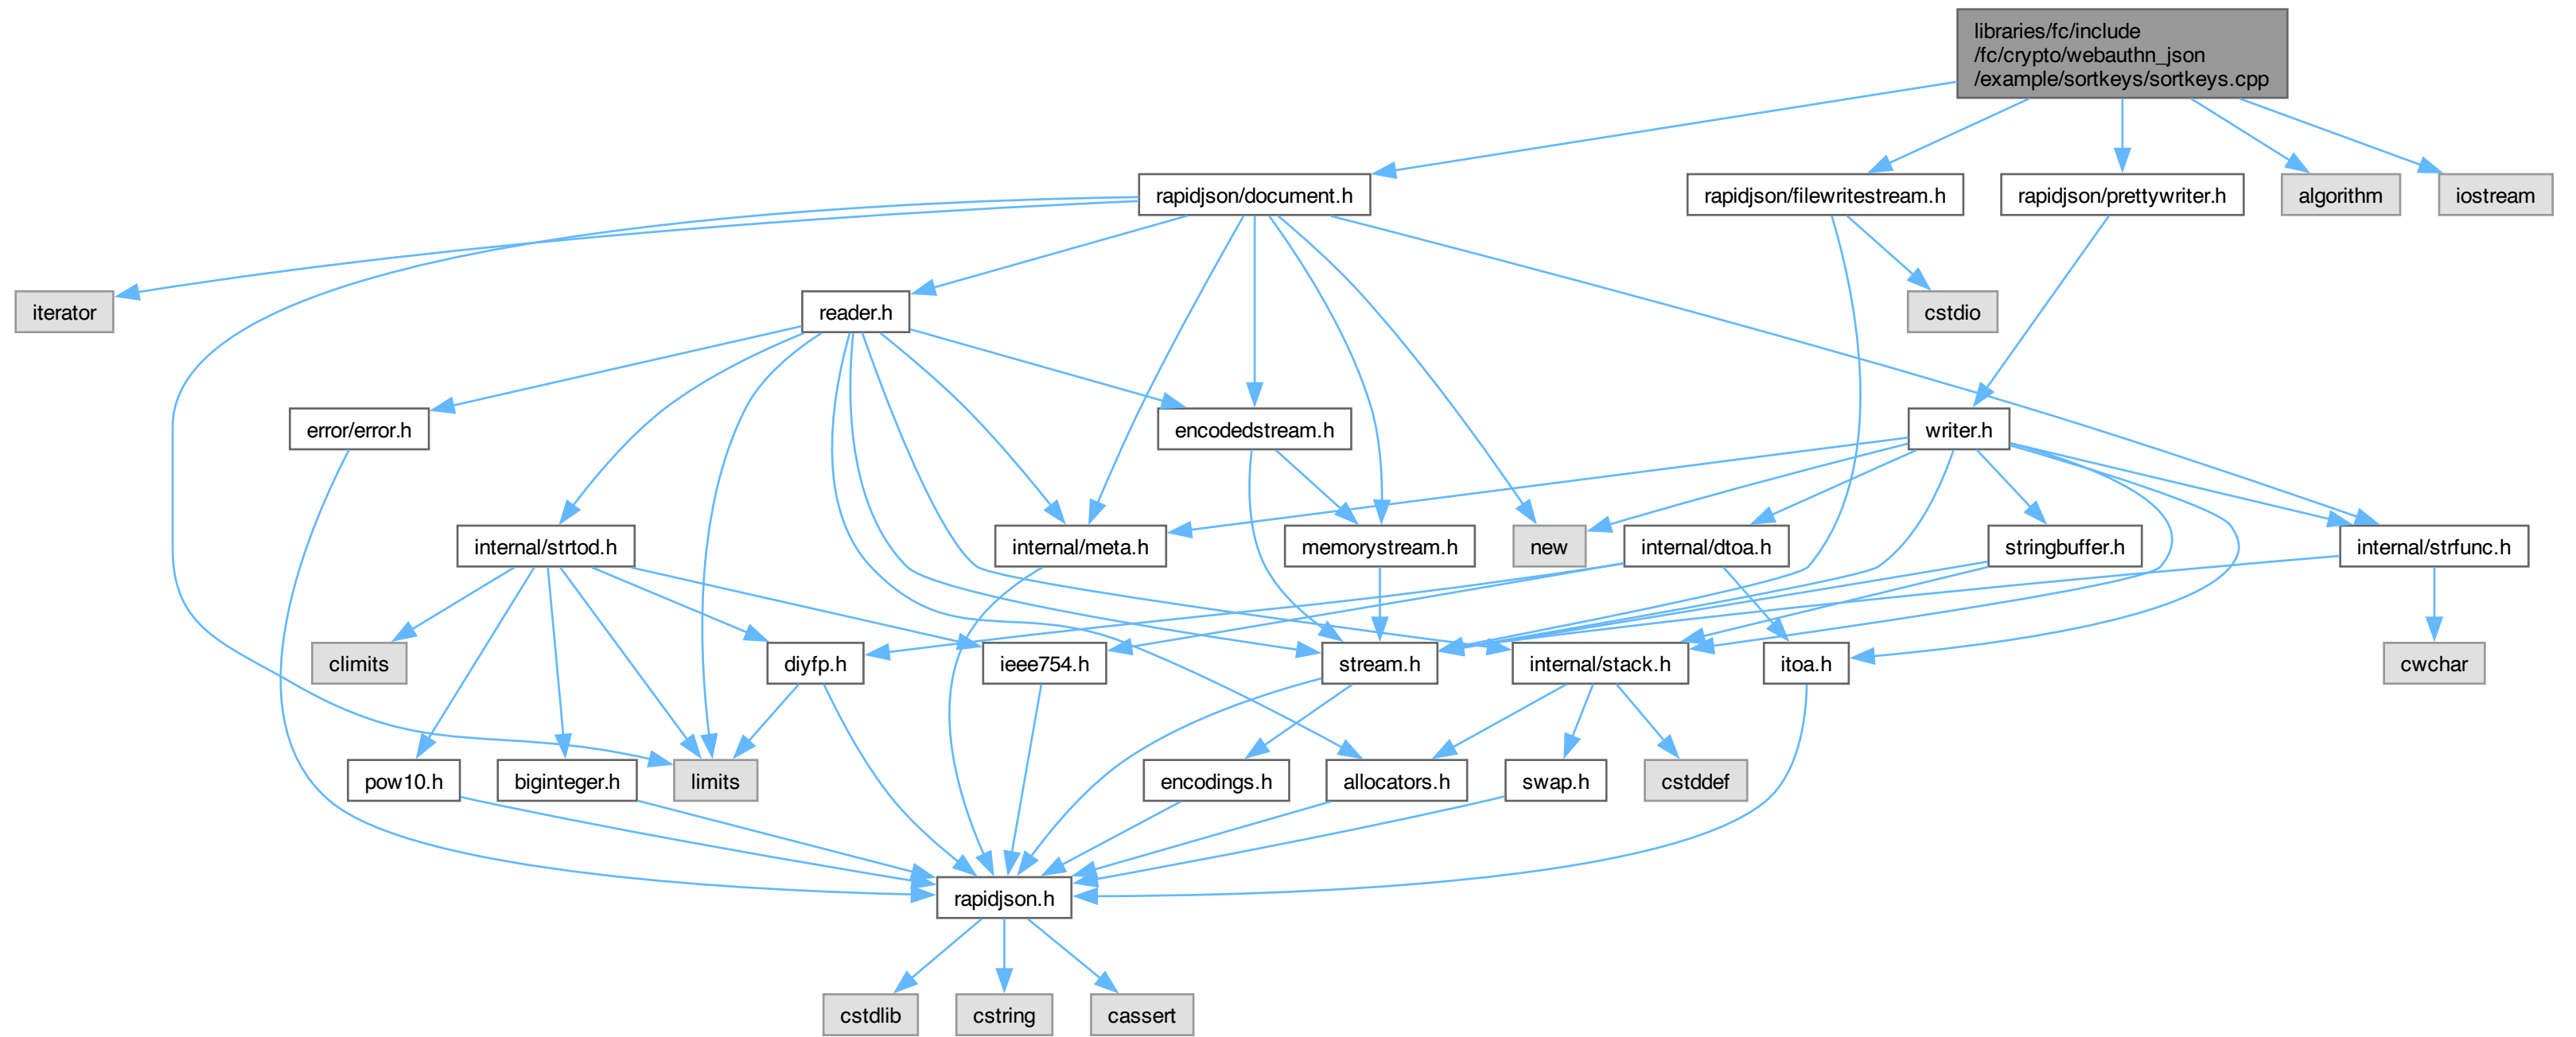 libraries/fc/include
/fc/crypto/webauthn_json
/example/sortkeys/sortkeys.cpp
rapidjson/document.h
rapidjson/filewritestream.h
rapidjson/prettywriter.h
algorithm
iostream
iterator
reader.h
cstdio
error/error.h
encodedstream.h
writer.h
internal/strtod.h
internal/meta.h
memorystream.h
new
internal/dtoa.h
stringbuffer.h
internal/strfunc.h
climits
diyfp.h
ieee754.h
stream.h
internal/stack.h
itoa.h
cwchar
pow10.h
biginteger.h
limits
encodings.h
allocators.h
swap.h
cstddef
rapidjson.h
cstdlib
cstring
cassert